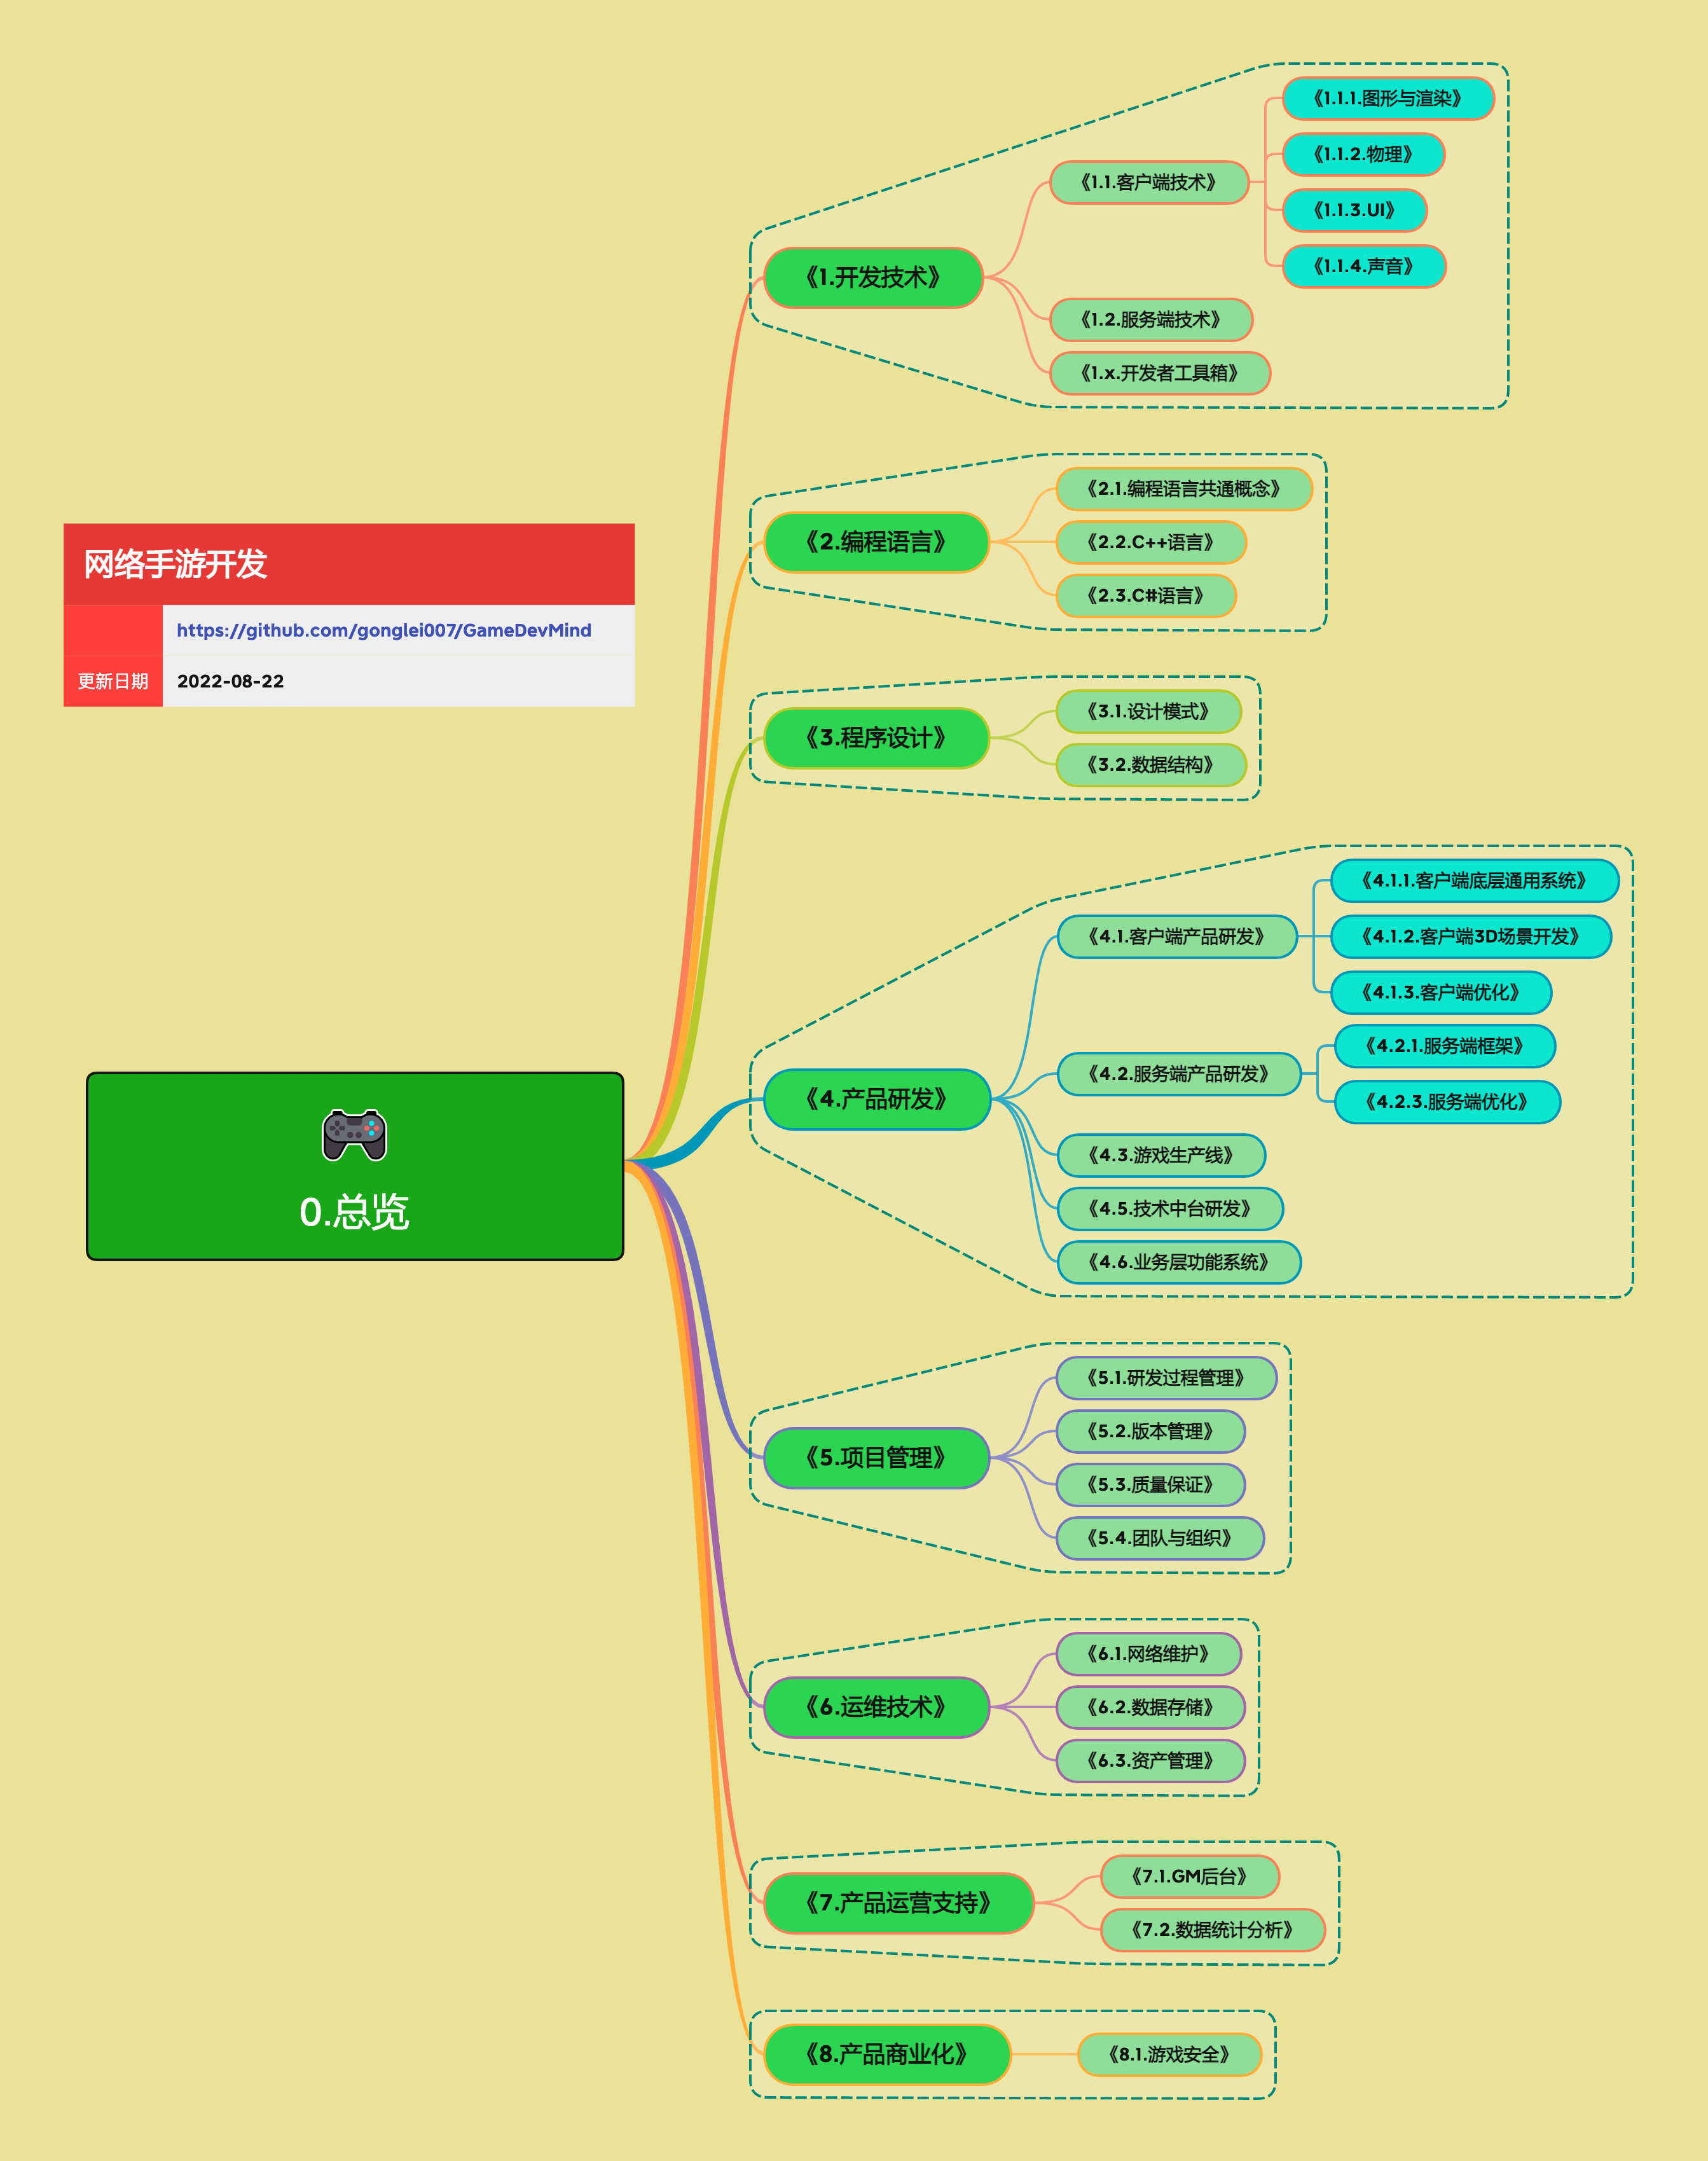 网络手游开发
https://github.com/gonglei007/GameDevMind
更新日期 2022-08-22
0.总览
《1.开发技术》
《1.1.客户端技术》
《1.1.1.图形与渲染》
《1.1.2.物理》
《1.1.3.UI》
《1.1.4.声音》
《1.2.服务端技术》
《1.x.开发者工具箱》
《2.编程语言》
《2.1.编程语言共通概念》
《2.2.C++语言》
《2.3.C#语言》
《3.程序设计》
《3.1.设计模式》
《3.2.数据结构》
《4.产品研发》
《4.1.客户端产品研发》
《4.1.1.客户端底层通用系统》
《4.1.2.客户端3D场景开发》
《4.1.3.客户端优化》
《4.2.服务端产品研发》
《4.2.1.服务端框架》
《4.2.3.服务端优化》
《4.3.游戏生产线》
《4.5.技术中台研发》
《4.6.业务层功能系统》
《5.项目管理》
《5.1.研发过程管理》
《5.2.版本管理》
《5.3.质量保证》
《5.4.团队与组织》
《6.运维技术》
《6.1.网络维护》
《6.2.数据存储》
《6.3.资产管理》
《7.产品运营支持》
《7.1.GM后台》
《7.2.数据统计分析》
《8.产品商业化》
《8.1.游戏安全》